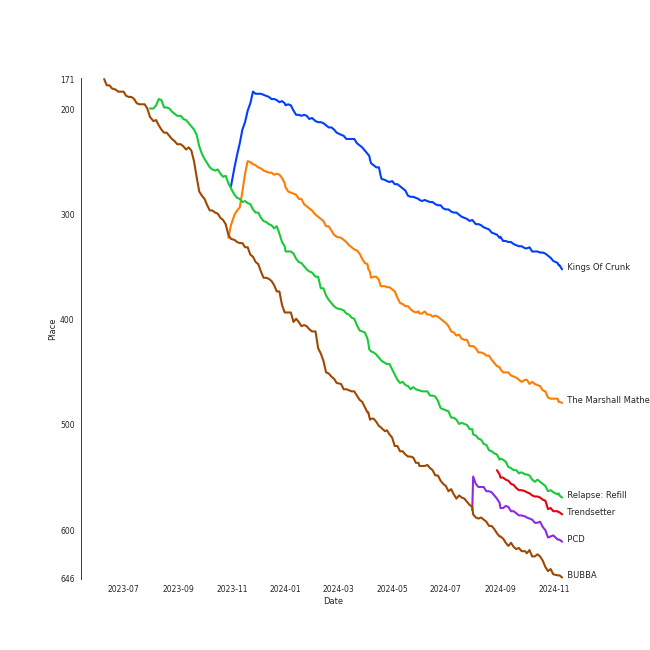 171
200
300
400
500
600
646
Place
2023-07
2023-09
2023-11
2024-01
2024-03
2024-05
2024-07
2024-09
2024-11
Date
Kings Of Crunk
The Marshall Mathe
Relapse: Refill
Trendsetter
PCD
BUBBA